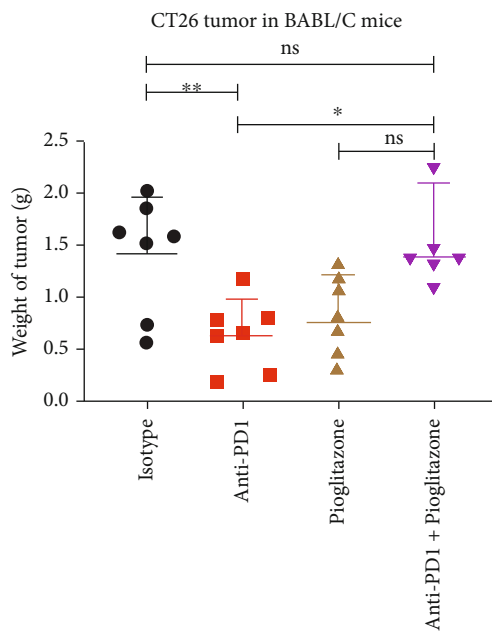 CT26 tumor in BABL/C mice
ns
**
*
ns
Weight of tumor (g)
2.5
2.0
1.5
1.0
0.5
0.0
Isotype
Anti-PD1
Pioglitazone
Anti-PD1 + Pioglitazone